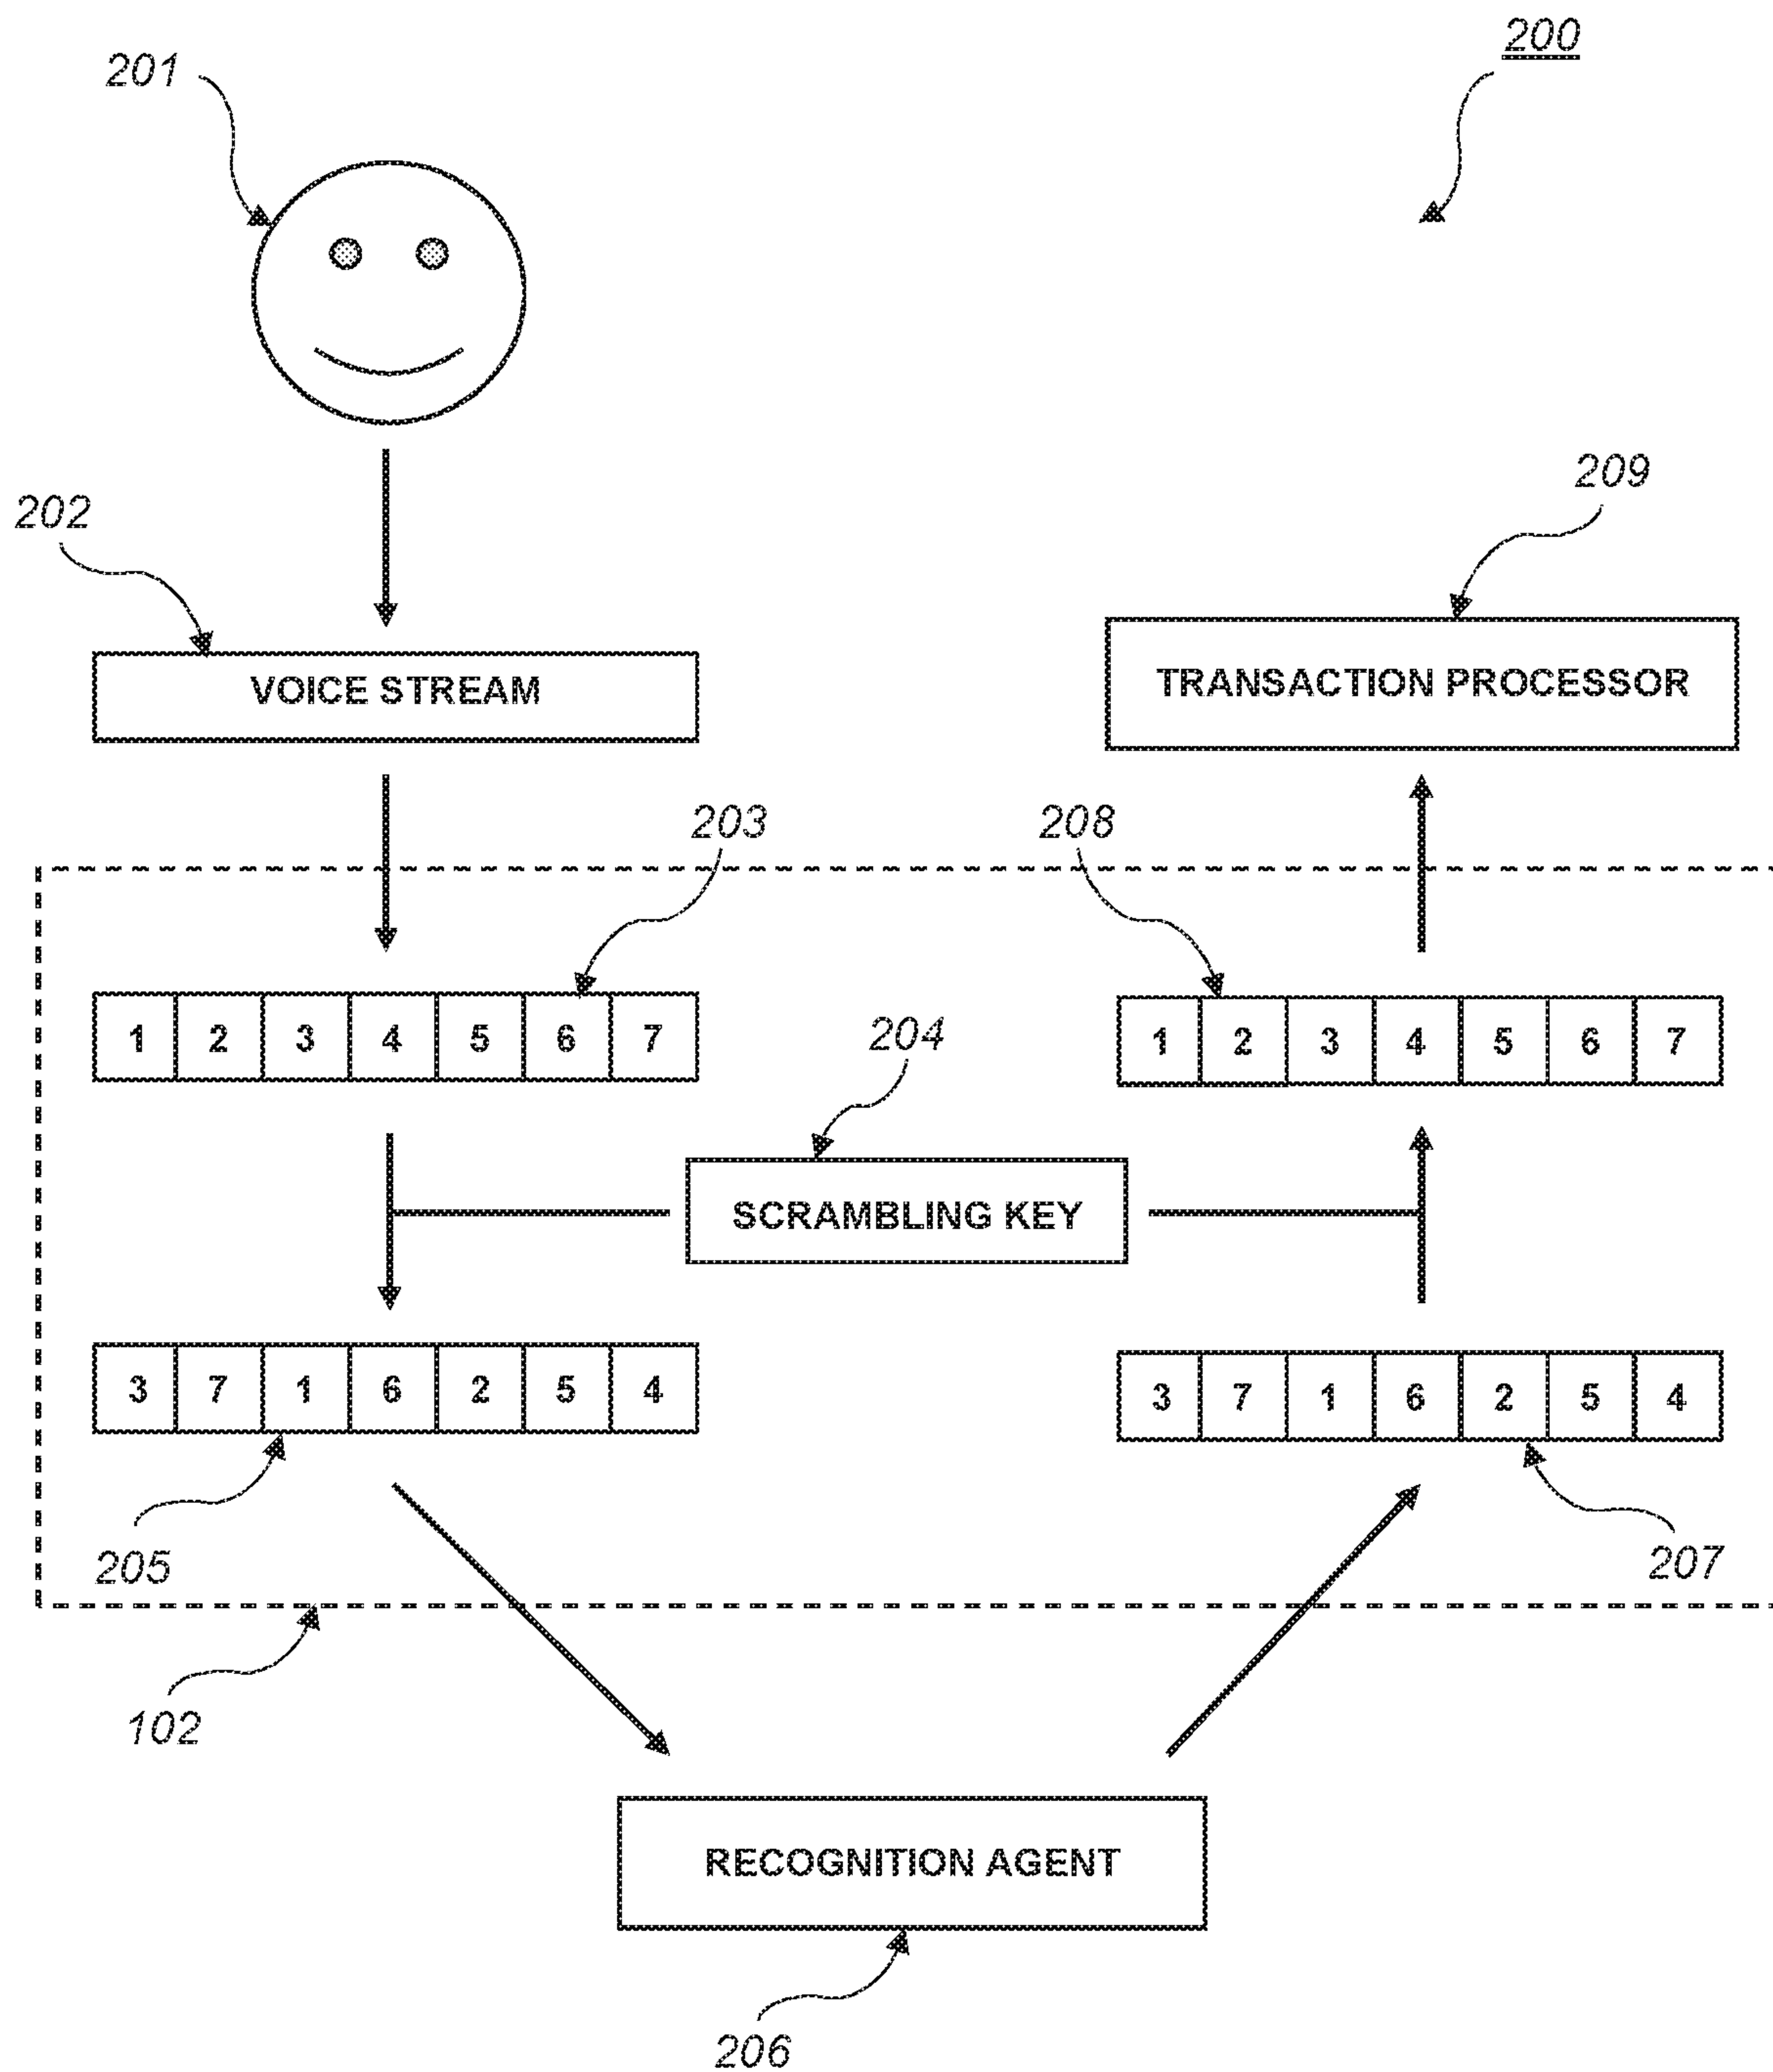 200
201
209
202
VOICE STREAM
TRANSACTION PROCESSOR
203
208
1 2 3 4 5 6 7
1 2 3 4 5 6 7
204
SCRAMBLING KEY
3 7 1 6 2 5 4
3 7 1 6 2 5 4
205
207
102
RECOGNITION AGENT
206